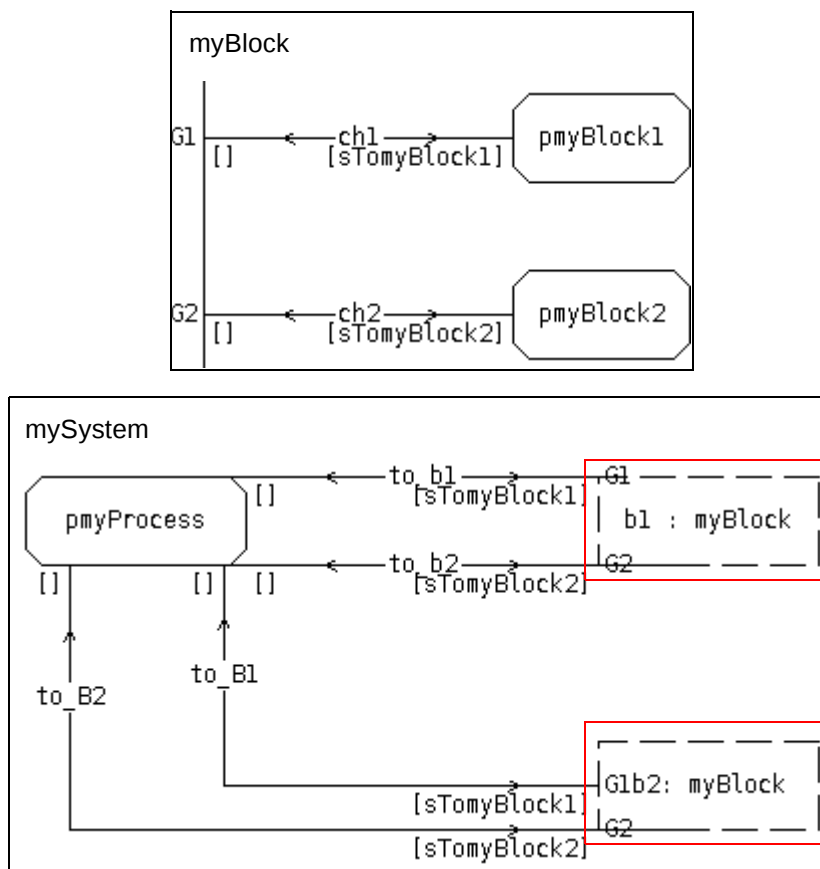 myBlock
G1
ch1
pmyBlock1
[]
[sTomyBlock1]
G2
ch2
pmyBlock2
[]
[sTomyBlock2]
mySystem
to_b1
G1
[]
[sTomyBlock1]
pmyProcess
b1 : myBlock
to_b2
G2
[]
[]
[]
[sTomyBlock2]
to_B1
to_B2
G1b2: myBlock
[sTomyBlock1]
G2
[sTomyBlock2]